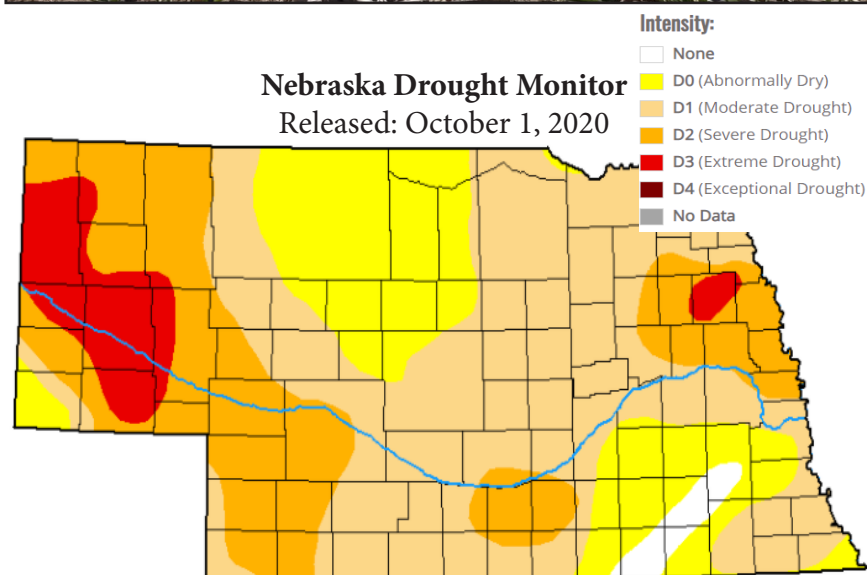 Intensity:
None
D0 (Abnormally Dry)
D1 (Moderate Drought)
D2 (Severe Drought)
D3 (Extreme Drought)
D4 (Exceptional Drought)
No Data
Nebraska Drought Monitor
Released: October 1, 2020